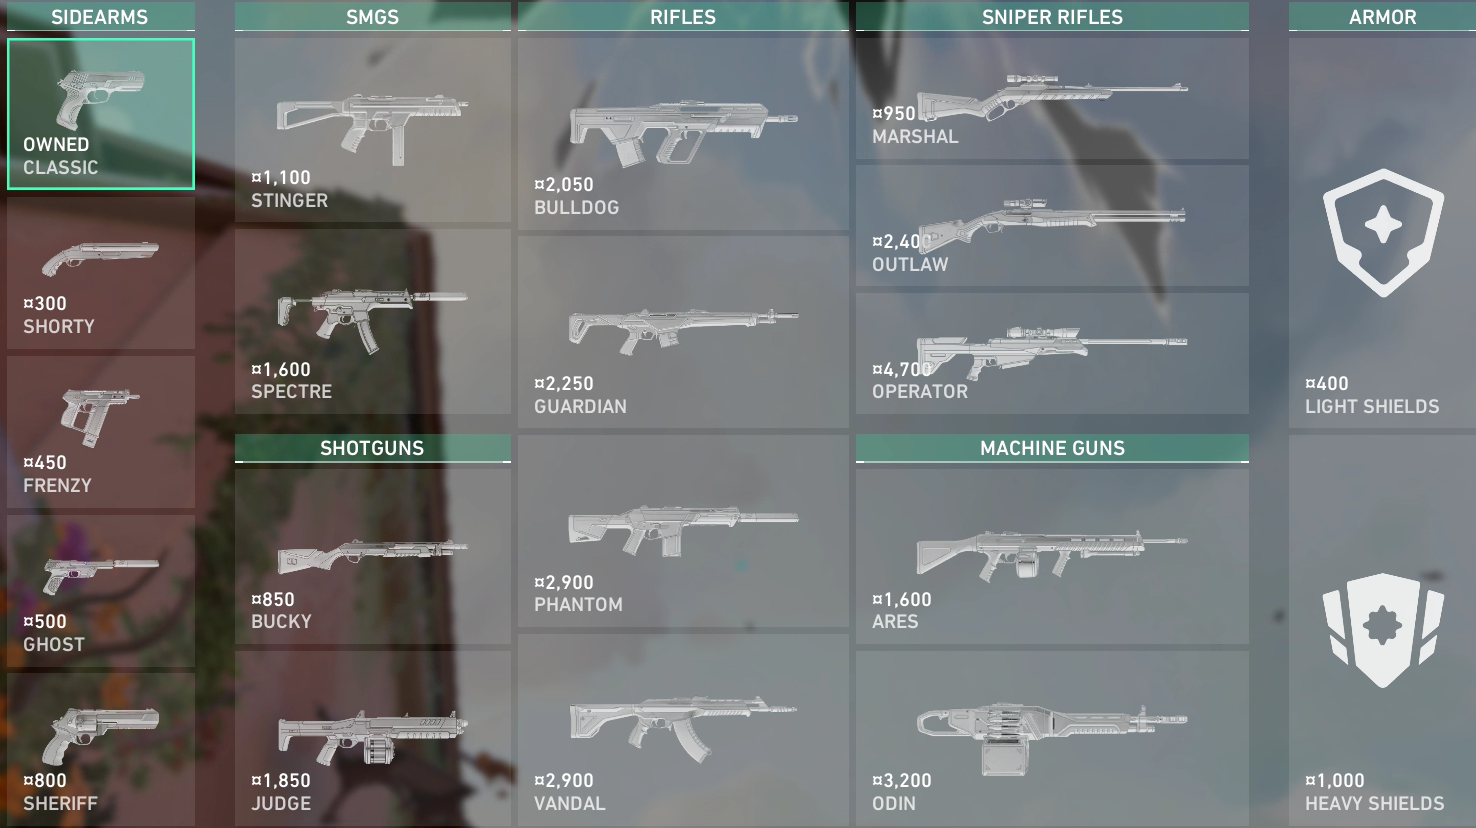 SIDEARMS
OWNED
CLASSIC
¤300
SHORTY
¤450
FRENZY
¤500
GHOST
¤800
SHERIFF
SMGS
¤1,100
STINGER
¤1,600
SPECTRE
SHOTGUNS
¤850
BUCKY
¤1,850
JUDGE
RIFLES
¤2,050
BULLDOG
¤2,250
GUARDIAN
¤2,900
PHANTOM
¤2,900
VANDAL
SNIPER RIFLES
¤950
MARSHAL
¤2,400
OUTLAW
¤4,700
OPERATOR
MACHINE GUNS
¤1,600
ARES
¤3,200
ODIN
ARMOR
¤400
LIGHT SHIELDS
¤1,000
HEAVY SHIELDS